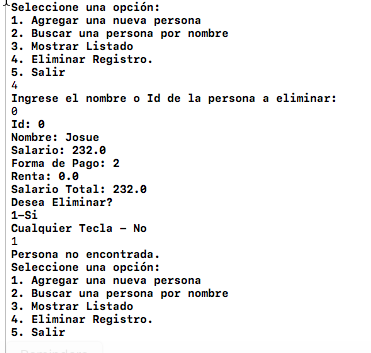 Seleccione una opción:
1. Agregar una nueva persona
2. Buscar una persona por nombre
3. Mostrar Listado
4. Eliminar Registro.
5. Salir
4
Ingrese el nombre o Id de la persona a eliminar:
0
Id: 0
Nombre: Josue
Salario: 232.0
Forma de Pago: 2
Renta: 0.0
Salario Total: 232.0
Desea Eliminar?
1-Si
Cualquier Tecla - No
1
Persona no encontrada.
Seleccione una opción:
1. Agregar una nueva persona
2. Buscar una persona por nombre
3. Mostrar Listado
4. Eliminar Registro.
5. Salir